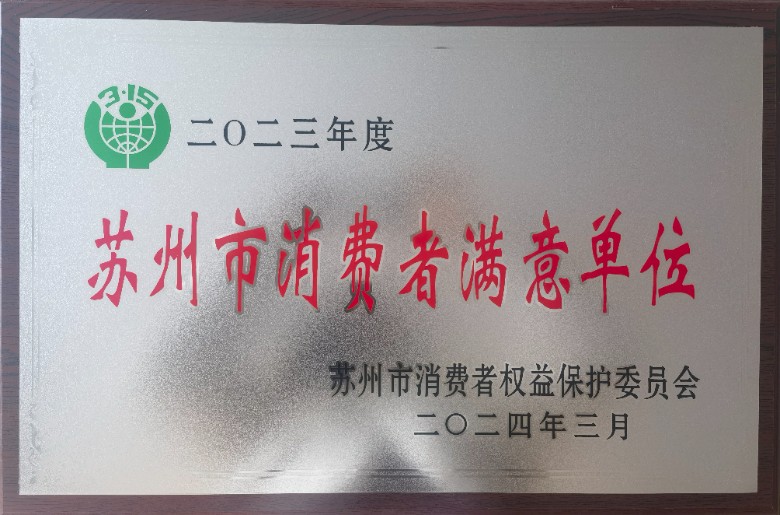 3·15
二〇二三年度
苏州市消费者满意单位
苏州市消费者权益保护委员会
二〇二四年三月